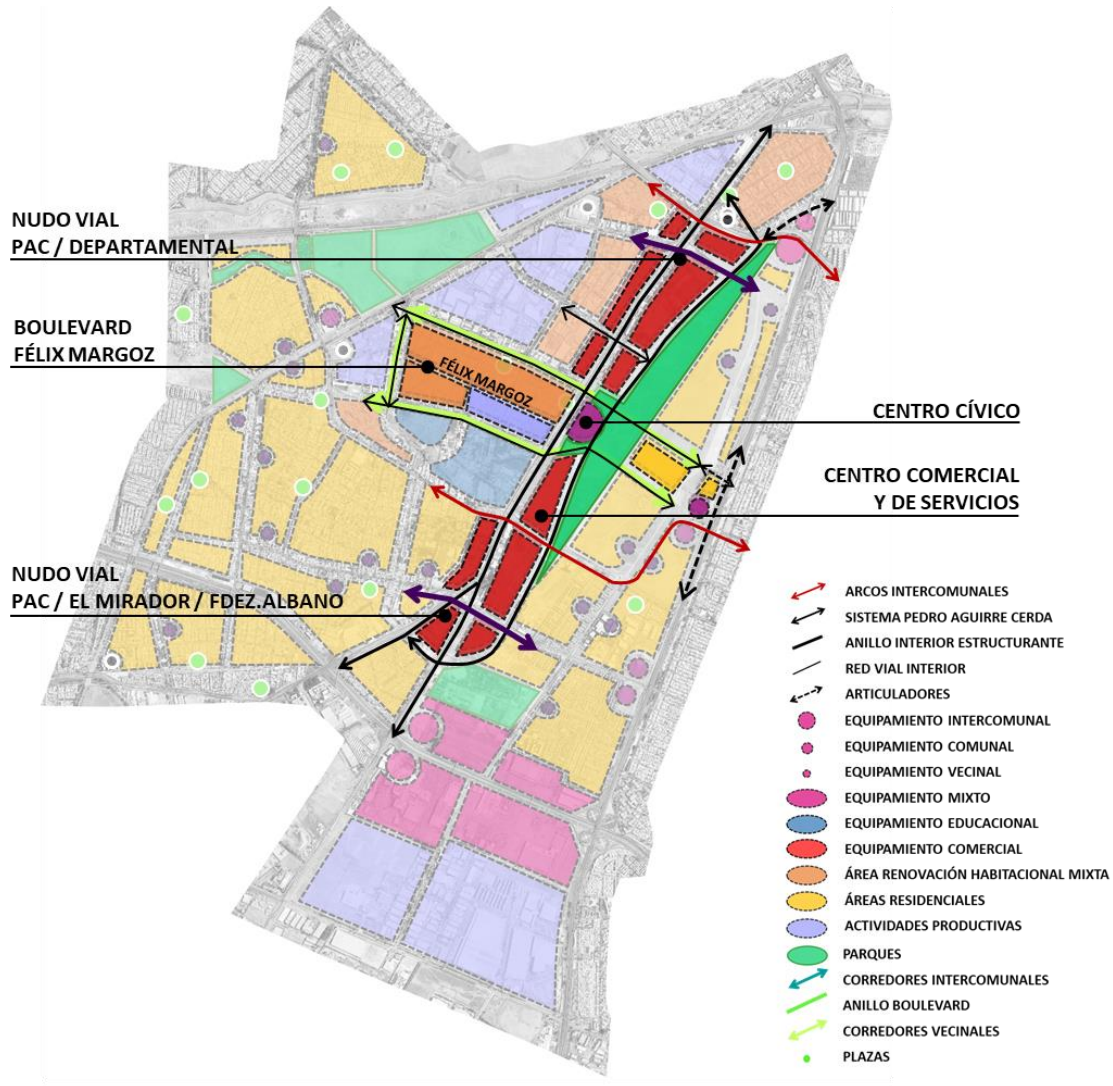 NUDO VIAL
PAC / DEPARTAMENTAL
BOULEVARD
FÉLIX MARGOZ
FÉLIX MARGOZ
CENTRO CÍVICO
CENTRO COMERCIAL
Y DE SERVICIOS
NUDO VIAL
PAC / EL MIRADOR / FDEZ.ALBANO
ARCOS INTERCOMUNALES
SISTEMA PEDRO AGUIRRE CERDA
ANILLO INTERIOR ESTRUCTURANTE
RED VIAL INTERIOR
ARTICULADORES
EQUIPAMIENTO INTERCOMUNAL
EQUIPAMIENTO COMUNAL
EQUIPAMIENTO VECINAL
EQUIPAMIENTO MIXTO
EQUIPAMIENTO EDUCACIONAL
EQUIPAMIENTO COMERCIAL
ÁREA RENOVACIÓN HABITACIONAL MIXTA
ÁREAS RESIDENCIALES
ACTIVIDADES PRODUCTIVAS
PARQUES
CORREDORES INTERCOMUNALES
ANILLO BOULEVARD
CORREDORES VECINALES
PLAZAS